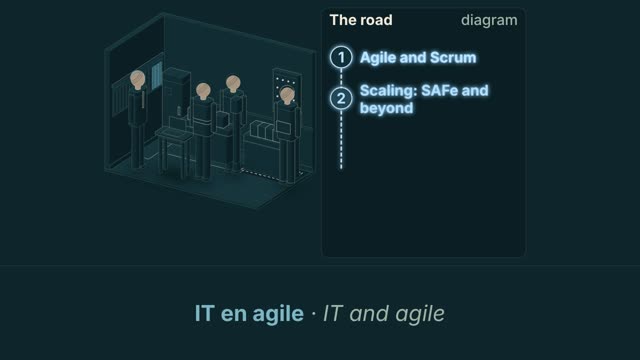 The road
diagram
1 Agile and Scrum
2 Scaling: SAFe and
beyond
IT en agile · IT and agile